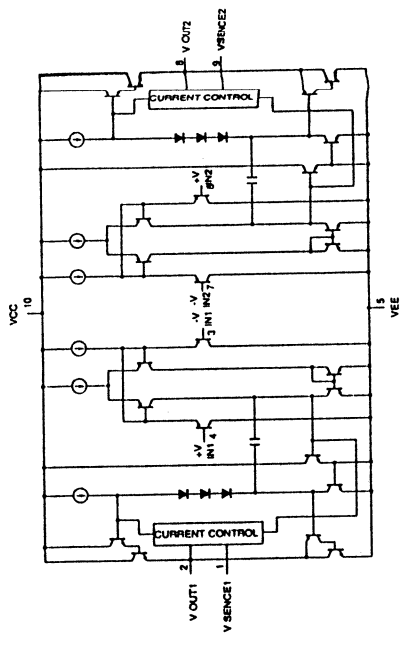 V OUT2
8
VSENCE2
9
CURRENT CONTROL
+V
IN2
6
VCC
10
-V
IN2
7
-V
IN1
3
5
VEE
+V
IN1
4
CURRENT CONTROL
2
V OUT1
1
V SENCE1